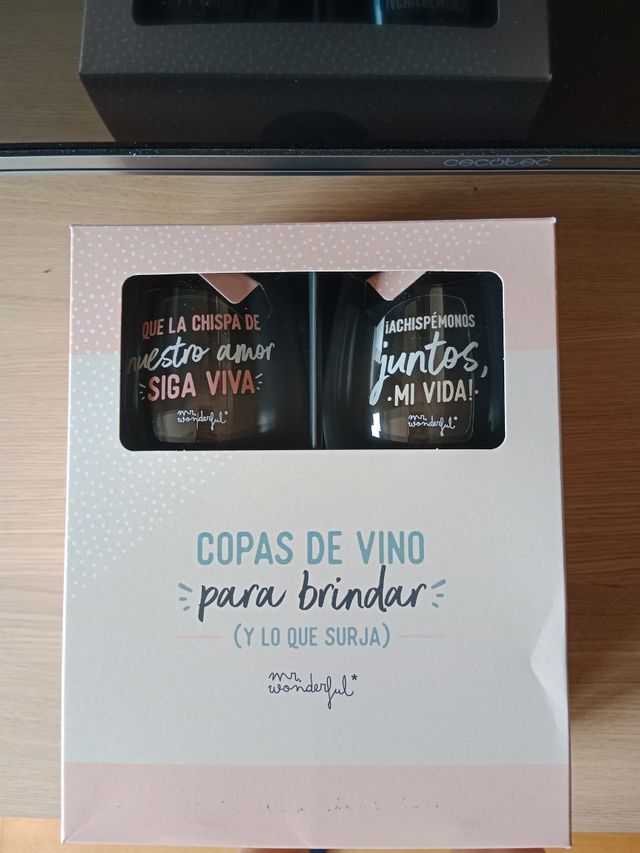 cecotec
QUE LA CHISPA DE
nuestro amor
SIGA VIVA
mr.
wonderful*
¡ACHISPÉMONOS
juntos,
MI VIDA!
mr.
wonderful*
COPAS DE VINO
para brindar
(Y LO QUE SURJA)
mr.
wonderful*